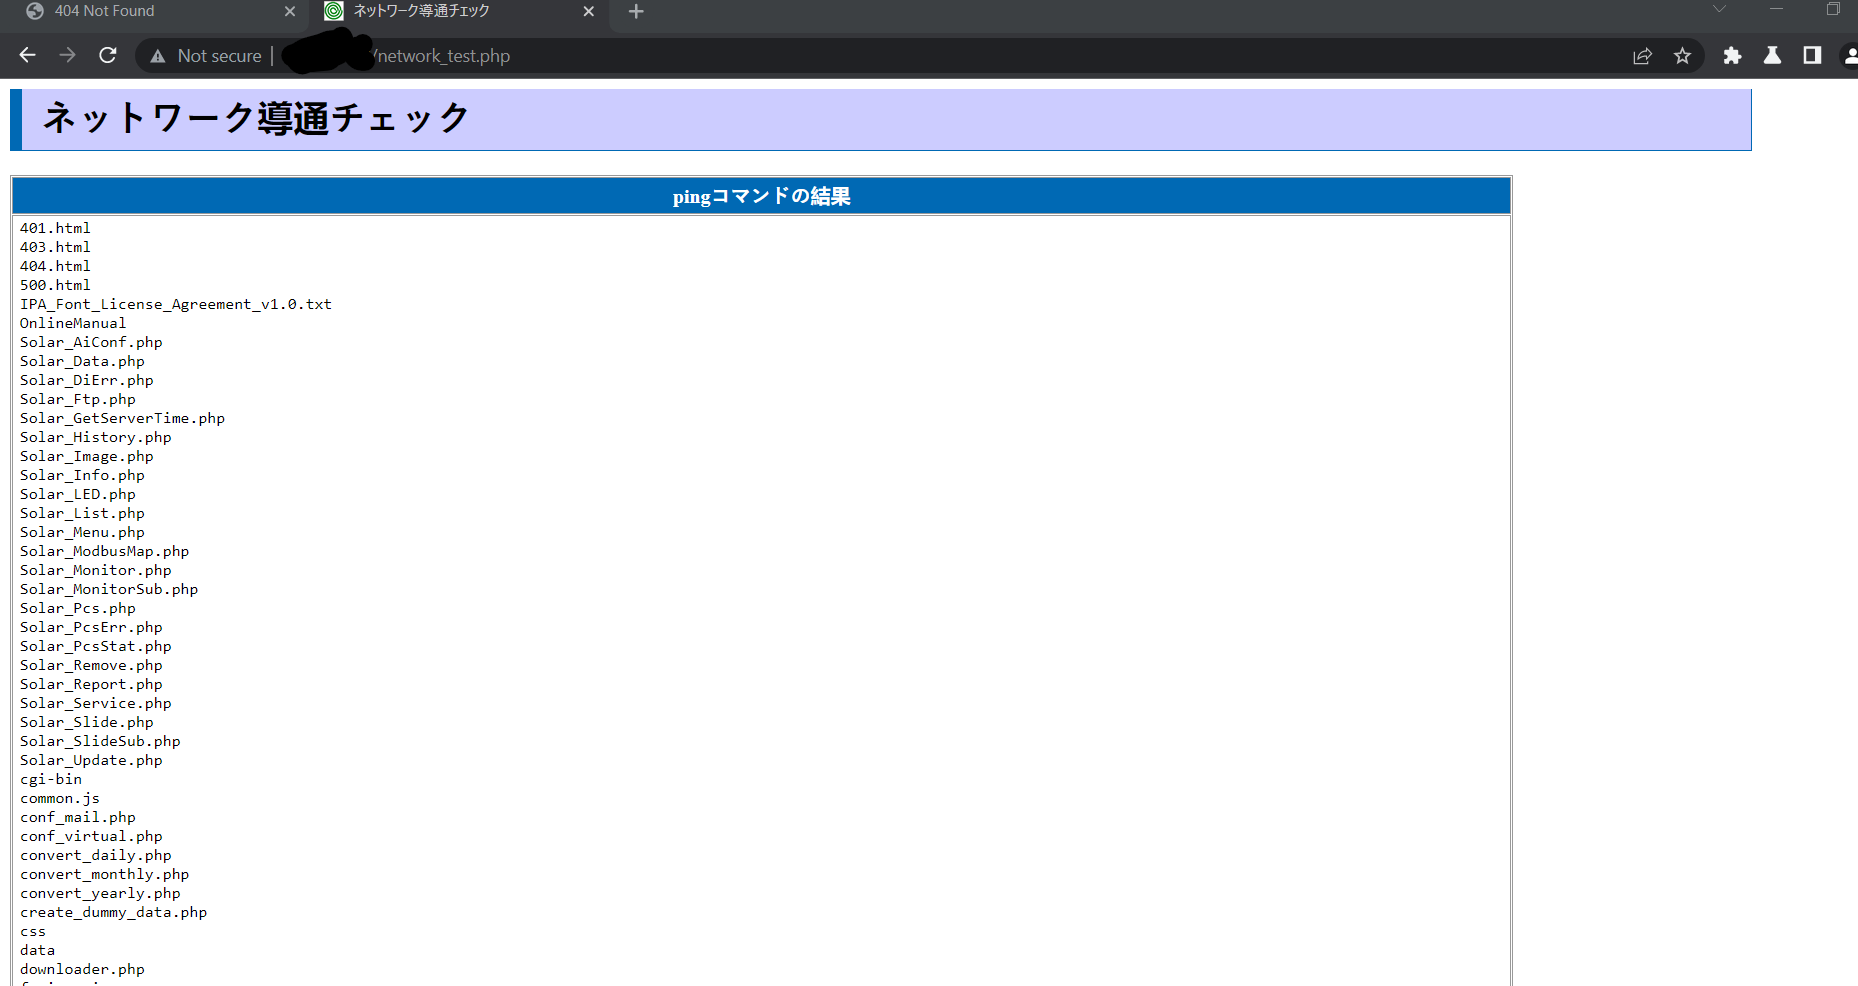 404 Not Found
ネットワーク導通チェック
Not secure
/network_test.php
ネットワーク導通チェック
pingコマンドの結果
401.html
403.html
404.html
500.html
IPA_Font_License_Agreement_v1.0.txt
OnlineManual
Solar_AiConf.php
Solar_Data.php
Solar_DiErr.php
Solar_Ftp.php
Solar_GetServerTime.php
Solar_History.php
Solar_Image.php
Solar_Info.php
Solar_LED.php
Solar_List.php
Solar_Menu.php
Solar_ModbusMap.php
Solar_Monitor.php
Solar_MonitorSub.php
Solar_Pcs.php
Solar_PcsErr.php
Solar_PcsStat.php
Solar_Remove.php
Solar_Report.php
Solar_Service.php
Solar_Slide.php
Solar_SlideSub.php
Solar_Update.php
cgi-bin
common.js
conf_mail.php
conf_virtual.php
convert_daily.php
convert_monthly.php
convert_yearly.php
create_dummy_data.php
css
data
downloader.php